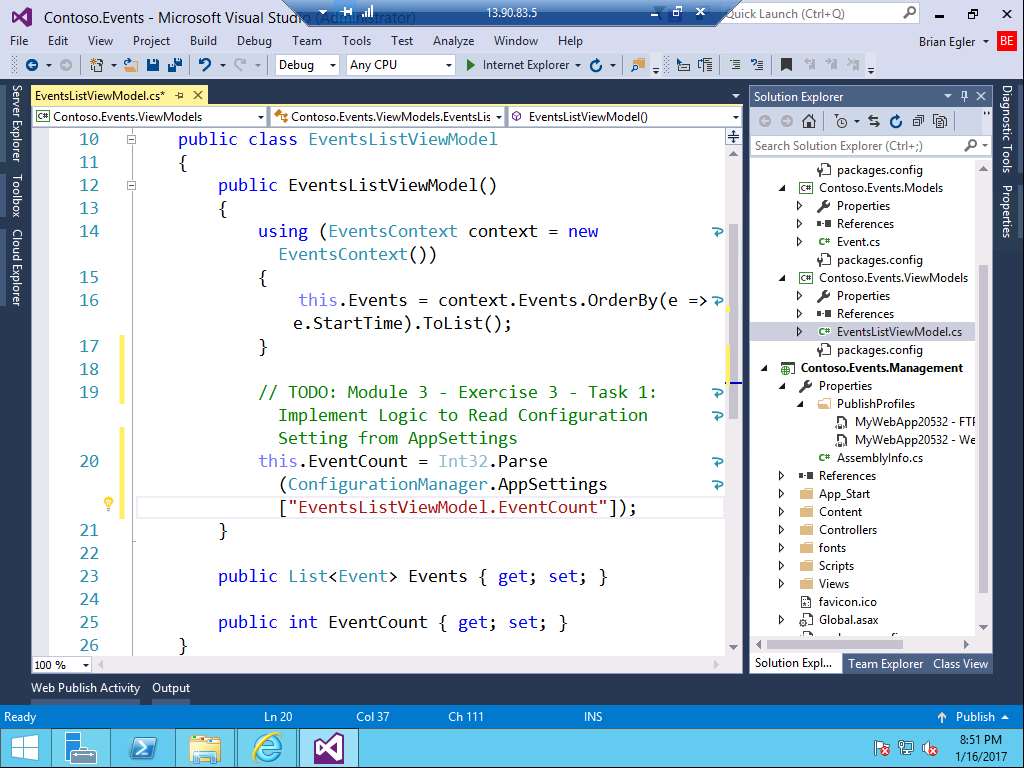 Contoso.Events - Microsoft Visual Studio (Administrator)
13.90.83.5
Quick Launch (Ctrl+Q)
File Edit View Project Build Debug Team Tools Test Analyze Window Help
Brian Egler BE
Debug Any CPU Internet Explorer
Server Explorer
Toolbox
Cloud Explorer
EventsListViewModel.cs*
Contoso.Events.ViewModels Contoso.Events.ViewModels.EventsLis EventsListViewModel()
10 public class EventsListViewModel
11 {
12 public EventsListViewModel()
13 {
14 using (EventsContext context = new
EventsContext())
15 {
16 this.Events = context.Events.OrderBy(e =>
e.StartTime).ToList();
17 }
18
19 // TODO: Module 3 - Exercise 3 - Task 1:
Implement Logic to Read Configuration
Setting from AppSettings
20 this.EventCount = Int32.Parse
(ConfigurationManager.AppSettings
["EventsListViewModel.EventCount"]);
21 }
22
23 public List<Event> Events { get; set; }
24
25 public int EventCount { get; set; }
26 }
100 %
Solution Explorer
Search Solution Explorer (Ctrl+;)
packages.config
Contoso.Events.Models
Properties
References
Event.cs
packages.config
Contoso.Events.ViewModels
Properties
References
EventsListViewModel.cs
packages.config
Contoso.Events.Management
Properties
PublishProfiles
MyWebApp20532 - FTP
MyWebApp20532 - We
AssemblyInfo.cs
References
App_Start
Content
Controllers
fonts
Scripts
Views
favicon.ico
Global.asax
Solution Expl... Team Explorer Class View
Diagnostic Tools
Properties
Web Publish Activity Output
Ready Ln 20 Col 37 Ch 111 INS Publish
8:51 PM
1/16/2017